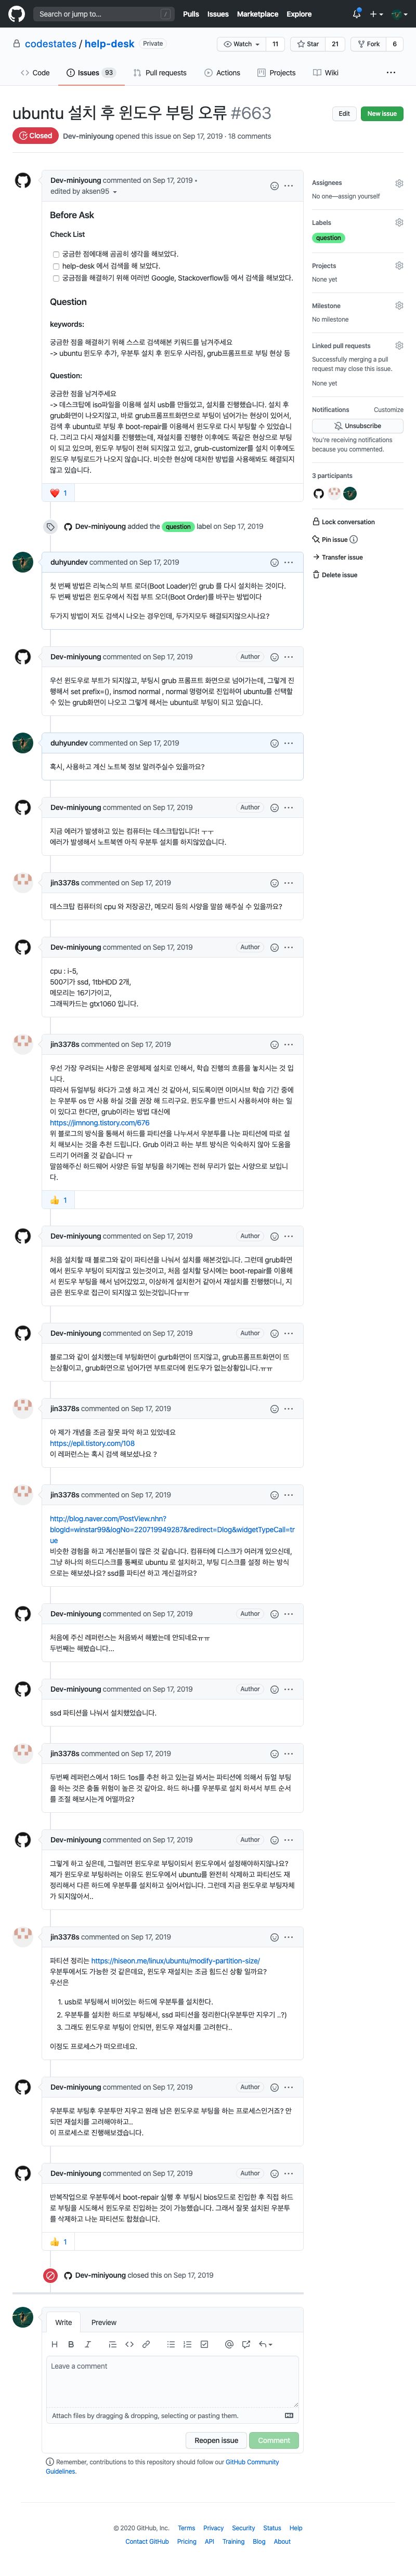 Search or jump to...
/
Pulls
Issues
Marketplace
Explore
codestates / help-desk
Private
Watch
11
Star
21
Fork
6
Code
Issues
93
Pull requests
Actions
Projects
Wiki
ubuntu 설치 후 윈도우 부팅 오류 #663
Edit
New issue
Closed
Dev-miniyoung opened this issue on Sep 17, 2019 · 18 comments
Dev-miniyoung commented on Sep 17, 2019 •
edited by aksen95
Before Ask
Check List
궁금한 점에대해 곰곰히 생각을 해보았다.
help-desk 에서 검색을 해 보았다.
궁금점을 해결하기 위해 여러번 Google, Stackoverflow등 에서 검색을 해보았다.
Question
keywords:
궁금한 점을 해결하기 위해 스스로 검색해본 키워드를 남겨주세요
-> ubuntu 윈도우 추가, 우분투 설치 후 윈도우 사라짐, grub프롬프트로 부팅 현상 등
Question:
궁금한 점을 남겨주세요
-> 데스크탑에 iso파일을 이용해 설치 usb를 만들었고, 설치를 진행했습니다. 설치 후
grub화면이 나오지않고, 바로 grub프롬프트화면으로 부팅이 넘어가는 현상이 있어서,
검색 후 ubuntu로 부팅 후 boot-repair를 이용해서 윈도우로 다시 부팅할 수 있었습니
다. 그리고 다시 재설치를 진행했는데, 재설치를 진행한 이후에도 똑같은 현상으로 부팅
이 되고 있으며, 윈도우 부팅이 전혀 되지않고 있고, grub-customizer를 설치 이후에도
윈도우 부팅로드가 나오지 않습니다. 비슷한 현상에 대처한 방법을 사용해봐도 해결되지
않고 있습니다.
1
Dev-miniyoung added the question label on Sep 17, 2019
duhyundev commented on Sep 17, 2019
첫 번째 방법은 리눅스의 부트 로더(Boot Loader)인 grub 를 다시 설치하는 것이다.
두 번째 방법은 윈도우에서 직접 부트 오더(Boot Order)를 바꾸는 방법이다
두가지 방법이 저도 검색시 나오는 경우인데, 두가지모두 해결되지않으시나요?
Dev-miniyoung commented on Sep 17, 2019
Author
우선 윈도우로 부트가 되지않고, 부팅시 grub 프롬프트 화면으로 넘어가는데, 그렇게 진
행해서 set prefix=(), insmod normal , normal 명령어로 진입하여 ubuntu를 선택할
수 있는 grub화면이 나오고 그렇게 해서는 ubuntu로 부팅이 되고 있습니다.
duhyundev commented on Sep 17, 2019
혹시, 사용하고 계신 노트북 정보 알려주실수 있을까요?
Dev-miniyoung commented on Sep 17, 2019
Author
지금 에러가 발생하고 있는 컴퓨터는 데스크탑입니다! ㅜㅜ
에러가 발생해서 노트북엔 아직 우분투 설치를 하지않았습니다.
jin3378s commented on Sep 17, 2019
데스크탑 컴퓨터의 cpu 와 저장공간, 메모리 등의 사양을 말씀 해주실 수 있을까요?
Dev-miniyoung commented on Sep 17, 2019
Author
cpu : i-5,
500기가 ssd, 1tbHDD 2개,
메모리는 16기가이고,
그래픽카드는 gtx1060 입니다.
jin3378s commented on Sep 17, 2019
우선 가장 우려되는 사항은 운영체제 설치로 인해서, 학습 진행의 흐름을 놓치시는 것 입
니다.
따라서 듀얼부팅 하다가 고생 하고 계신 것 같아서, 되도록이면 이머시브 학습 기간 중에
는 우분투 os 만 사용 하실 것을 권장 해 드리구요. 윈도우를 반드시 사용하셔야 하는 일
이 있다고 한다면, grub이라는 방법 대신에
https://jimnong.tistory.com/676
위 블로그의 방식을 통해서 하드를 파티션을 나누셔서 우분투를 나눈 파티션에 따로 설
치 해보시는 것을 추천 드립니다. Grub 이라고 하는 부트 방식은 익숙하지 않아 도움을
드리기 어려울 것 같습니다 ㅠ
말씀해주신 하드웨어 사양은 듀얼 부팅을 하기에는 전혀 무리가 없는 사양으로 보입니
다.
1
Dev-miniyoung commented on Sep 17, 2019
Author
처음 설치할 때 블로그와 같이 파티션을 나눠서 설치를 해본것입니다. 그런데 grub화면
에서 윈도우 부팅이 되지않고 있는것이고, 처음 설치할 당시에는 boot-repair를 이용해
서 윈도우 부팅을 해서 넘어갔었고, 이상하게 설치한거 같아서 재설치를 진행했더니, 지
금은 윈도우로 접근이 되지않고 있는것입니다ㅠㅠ
Dev-miniyoung commented on Sep 17, 2019
Author
블로그와 같이 설치했는데 부팅화면이 gurb화면이 뜨지않고, grub프롬프트화면이 뜨
는상황이고, grub화면으로 넘어가면 부트로더에 윈도우가 없는상황입니다.ㅠㅠ
jin3378s commented on Sep 17, 2019
아 제가 개념을 조금 잘못 파악 하고 있었네요
https://epil.tistory.com/108
이 레퍼런스는 혹시 검색 해보셨나요 ?
jin3378s commented on Sep 17, 2019
http://blog.naver.com/PostView.nhn?
blogId=winstar99&logNo=220719949287&redirect=Dlog&widgetTypeCall=tr
ue
비슷한 경험을 하고 계신분들이 많은 것 같습니다. 컴퓨터에 디스크가 여러개 있으신데,
그냥 하나의 하드디스크를 통째로 ubuntu 로 설치하고, 부팅 디스크를 설정 하는 방식
으로는 해보셨나요? ssd를 파티션 하고 계신걸까요?
Dev-miniyoung commented on Sep 17, 2019
Author
처음에 주신 레퍼런스는 처음봐서 해봤는데 안되네요ㅠㅠ
두번째는 해봤습니다...
Dev-miniyoung commented on Sep 17, 2019
Author
ssd 파티션을 나눠서 설치했었습니다.
jin3378s commented on Sep 17, 2019
두번째 레퍼런스에서 1하드 1os를 추천 하고 있는걸 봐서는 파티션에 의해서 듀얼 부팅
을 하는 것은 충돌 위험이 높은 것 같아요. 하드 하나를 우분투로 설치 하셔서 부트 순서
를 조절 해보시는게 어떨까요?
Dev-miniyoung commented on Sep 17, 2019
Author
그렇게 하고 싶은데, 그럴려면 윈도우로 부팅이되서 윈도우에서 설정해야하지않나요?
제가 윈도우로 부팅하려는 이유도 윈도우에서 ubuntu를 완전히 삭제하고 파티션도 재
정리해서 다른 하드에 우분투를 설치하고 싶어서입니다. 그런데 지금 윈도우로 부팅자체
가 되지않아서..
jin3378s commented on Sep 17, 2019
파티션 정리는 https://hiseon.me/linux/ubuntu/modify-partition-size/
우분투에서도 가능한 것 같은데요, 윈도우 재설치는 조금 힘드신 상황 일까요?
우선은
1. usb로 부팅해서 비어있는 하드에 우분투를 설치한다.
2. 우분투를 설치한 하드로 부팅해서, ssd 파티션을 정리한다(우분투만 지우기 ..?)
3. 그래도 윈도우로 부팅이 안되면, 윈도우 재설치를 고려한다..
이정도 프로세스가 떠오르네요.
Dev-miniyoung commented on Sep 17, 2019
Author
우분투로 부팅후 우분투만 지우고 원래 남은 윈도우로 부팅을 하는 프로세스인거죠? 안
되면 재설치를 고려해야하고..
이 프로세스로 진행해보겠습니다.
Dev-miniyoung commented on Sep 17, 2019
Author
반복작업으로 우분투에서 boot-repair 실행 후 부팅시 bios모드로 진입한 후 직접 하드
로 부팅을 시도해서 윈도우로 진입하는 것이 가능했습니다. 그래서 잘못 설치된 우분투
를 삭제하고 나눈 파티션도 합쳤습니다.
1
Dev-miniyoung closed this on Sep 17, 2019
Write
Preview
Leave a comment
Attach files by dragging & dropping, selecting or pasting them.
Reopen issue
Comment
Remember, contributions to this repository should follow our GitHub Community
Guidelines.
Assignees
No one—assign yourself
Labels
question
Projects
None yet
Milestone
No milestone
Linked pull requests
Successfully merging a pull
request may close this issue.
None yet
Notifications
Customize
Unsubscribe
You're receiving notifications
because you commented.
3 participants
Lock conversation
Pin issue
Transfer issue
Delete issue
© 2020 GitHub, Inc.
Terms
Privacy
Security
Status
Help
Contact GitHub
Pricing
API
Training
Blog
About